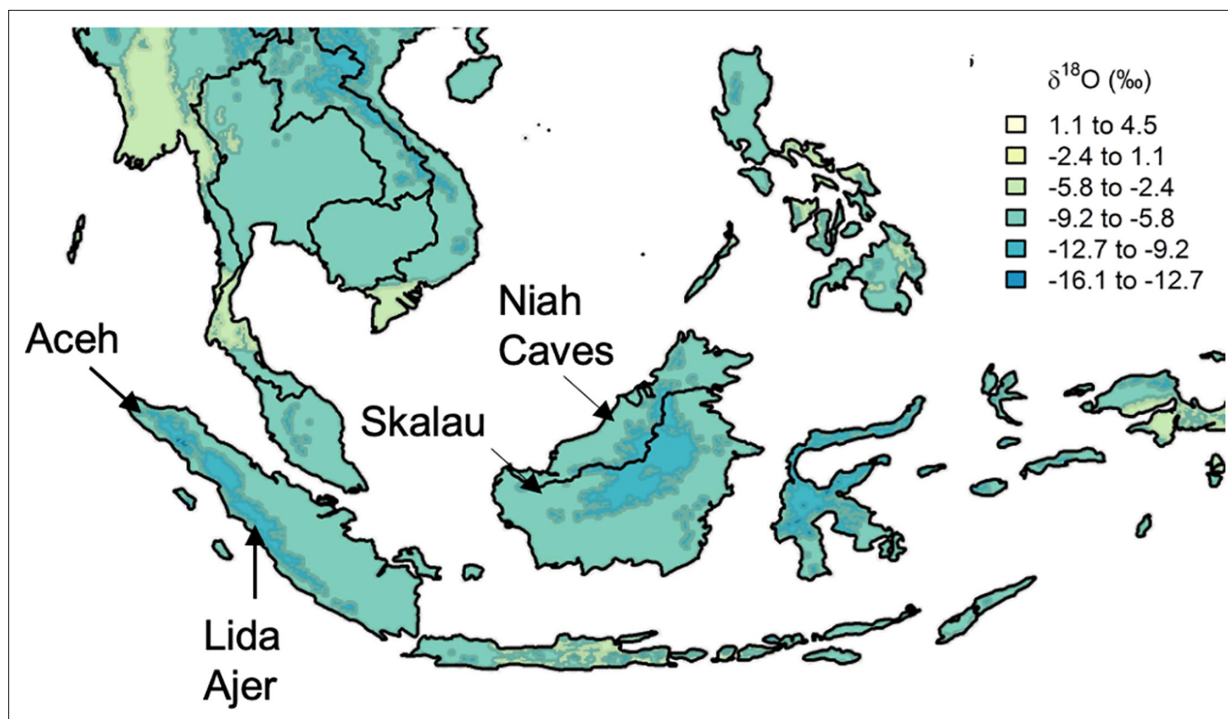 δ¹⁸O (‰)
1.1 to 4.5
-2.4 to 1.1
-5.8 to -2.4
-9.2 to -5.8
-12.7 to -9.2
-16.1 to -12.7
Niah
Caves
Aceh
Skalau
Lida
Ajer